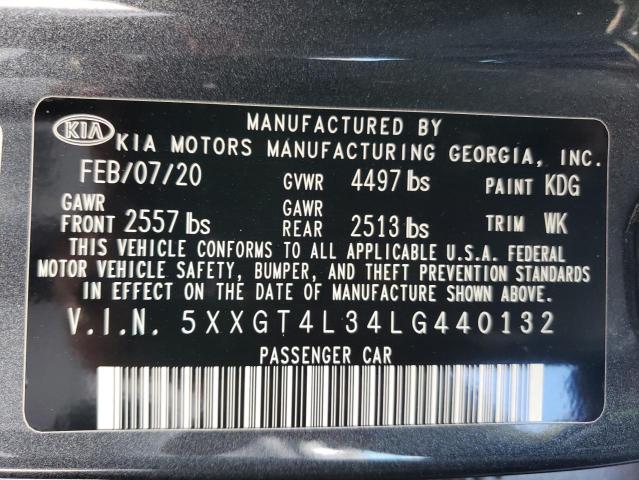 MANUFACTURED BY
KIA KIA MOTORS MANUFACTURING GEORGIA, INC.
FEB/07/20 GVWR 4497 lbs PAINT KDG
GAWR FRONT 2557 lbs GAWR REAR 2513 lbs TRIM WK
THIS VEHICLE CONFORMS TO ALL APPLICABLE U.S.A. FEDERAL
MOTOR VEHICLE SAFETY, BUMPER, AND THEFT PREVENTION STANDARDS
IN EFFECT ON THE DATE OF MANUFACTURE SHOWN ABOVE.
V.I.N. 5XXGT4L34LG440132
PASSENGER CAR